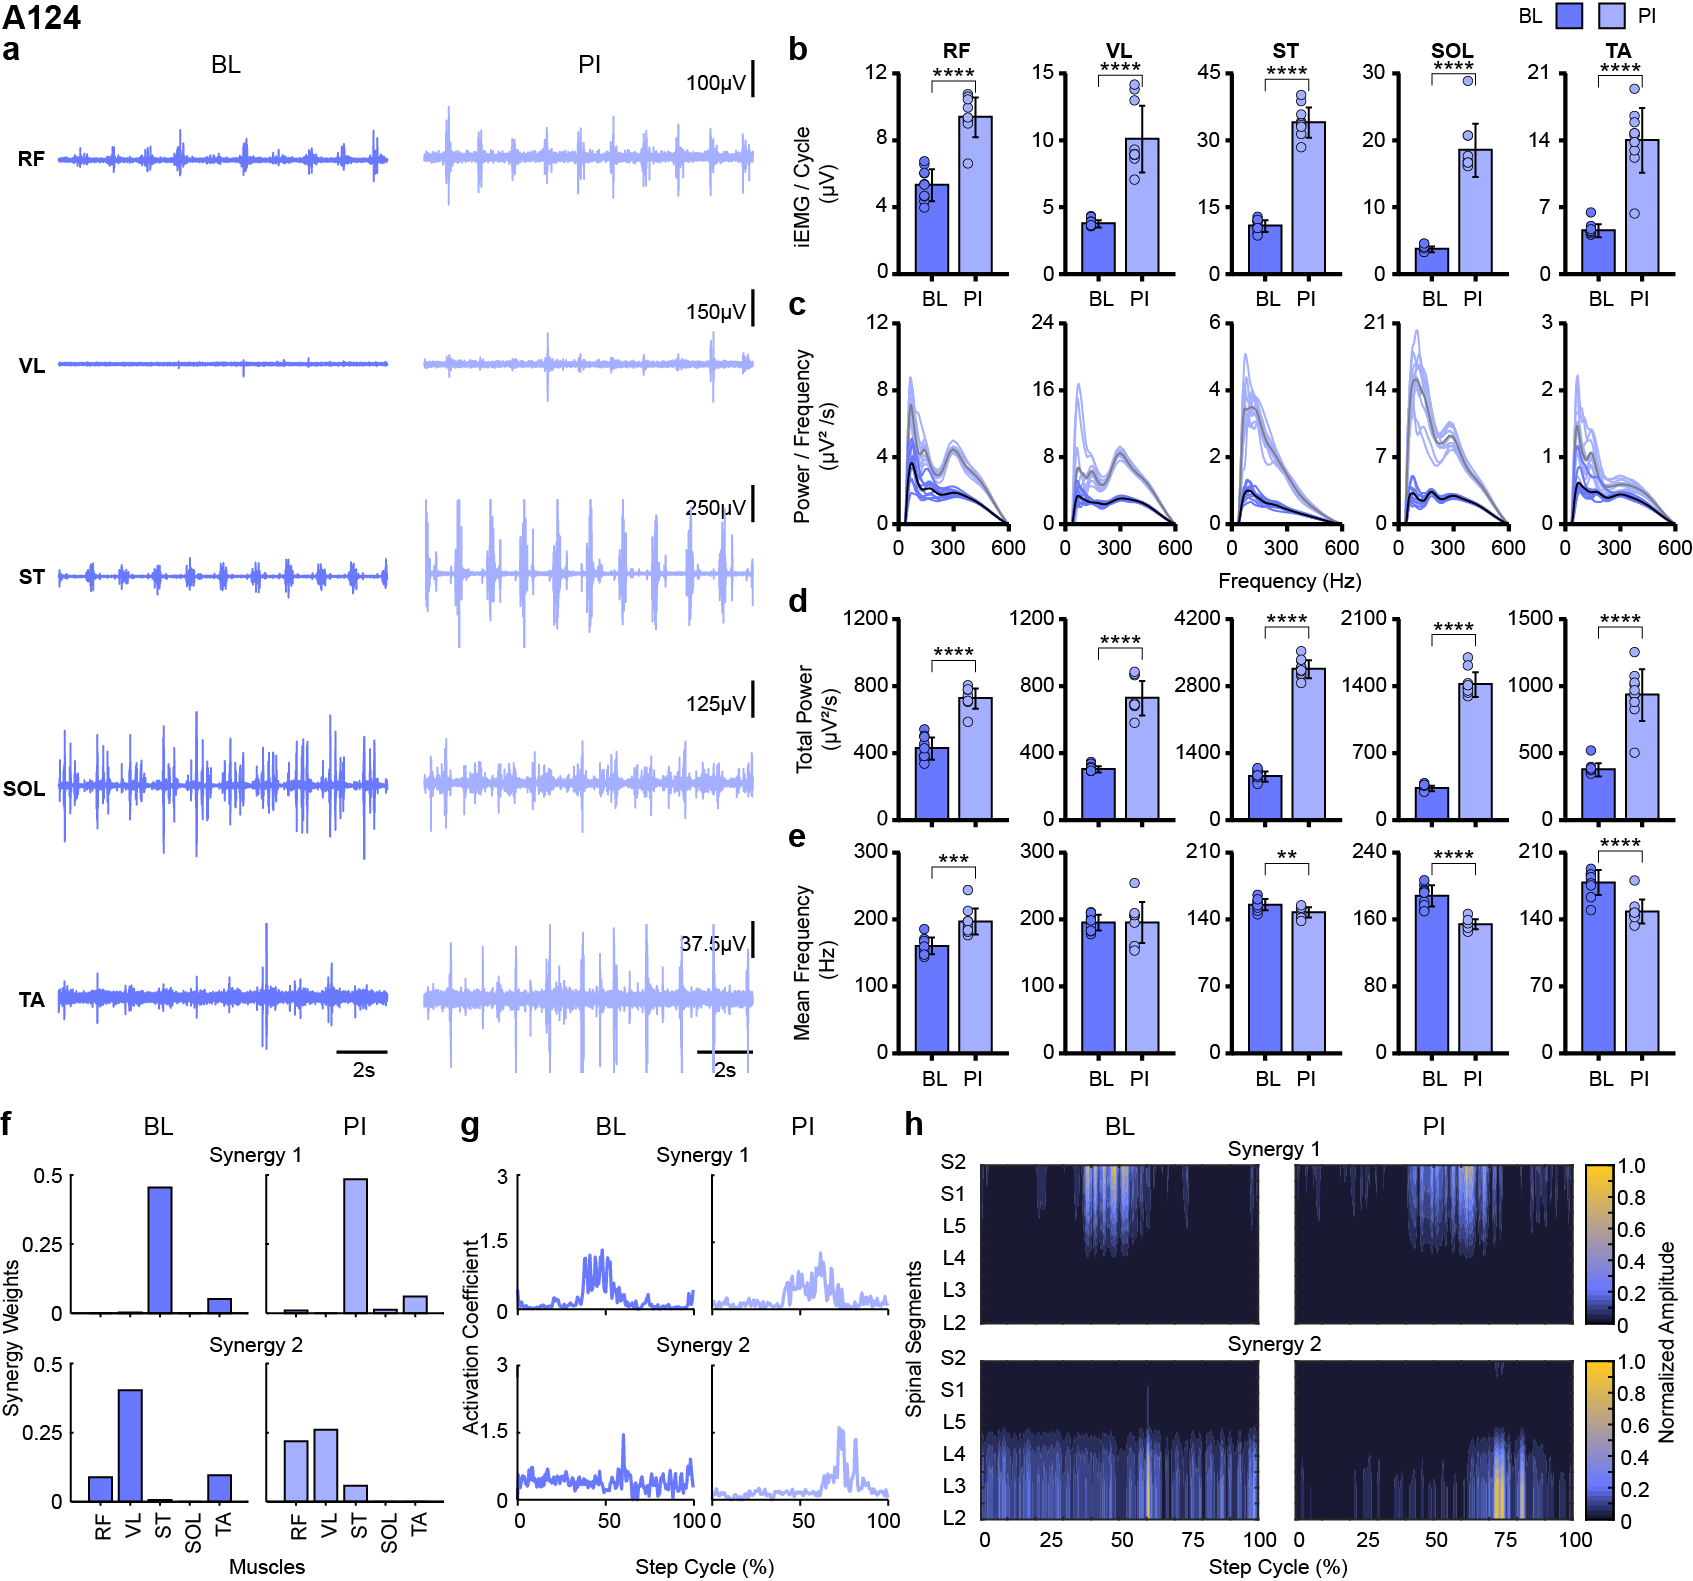 A124
BL PI
a
BL PI
RF
100µV
VL
150µV
ST
250µV
SOL
125µV
TA
37.5µV
2s 2s
b
RF VL ST SOL TA
**** **** **** **** ****
iEMG / Cycle
(µV)
12 15 45 30 21
8 10 30 20 14
4 5 15 10 7
0 0 0 0 0
BL PI BL PI BL PI BL PI BL PI
c
Power / Frequency
(µV² /s)
12 24 6 21 3
8 16 4 14 2
4 8 2 7 1
0 0 0 0 0
0 300 600 0 300 600 0 300 600 0 300 600 0 300 600
Frequency (Hz)
d
Total Power
(µV²/s)
1200 1200 4200 2100 1500
**** **** **** **** ****
800 800 2800 1400 1000
400 400 1400 700 500
0 0 0 0 0
e
Mean Frequency
(Hz)
300 300 210 240 210
*** ** **** ****
200 200 140 160 140
100 100 70 80 70
0 0 0 0 0
BL PI BL PI BL PI BL PI BL PI
f
BL PI
Synergy 1
Synergy Weights
0.5
0.25
0
Synergy 2
0.5
0.25
0
RF VL ST SOL TA RF VL ST SOL TA
Muscles
g
BL PI
Synergy 1
Activation Coefficient
3
1.5
0
Synergy 2
3
1.5
0
0 50 100 0 50 100
Step Cycle (%)
h
BL PI
Synergy 1
Spinal Segments
S2
S1
L5
L4
L3
L2
1.0
0.8
0.6
0.4
0.2
0
Normalized Amplitude
Synergy 2
S2
S1
L5
L4
L3
L2
1.0
0.8
0.6
0.4
0.2
0
0 25 50 75 100 0 25 50 75 100
Step Cycle (%)